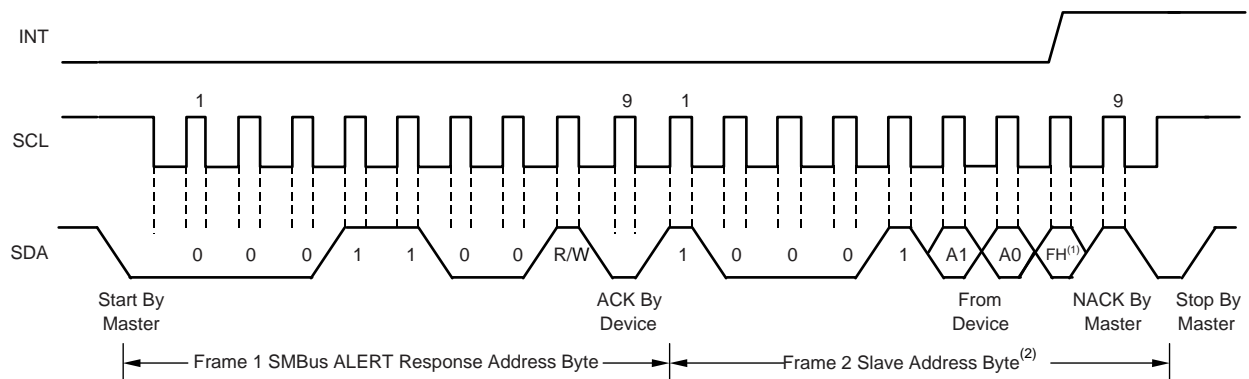 INT
1 9 1 9
SCL
SDA
0 0 0 1 1 0 0 R/W 1 0 0 0 1 A1 A0 FH(1)
Start By
Master
ACK By
Device
From
Device
NACK By
Master
Stop By
Master
Frame 1 SMBus ALERT Response Address Byte
Frame 2 Slave Address Byte(2)